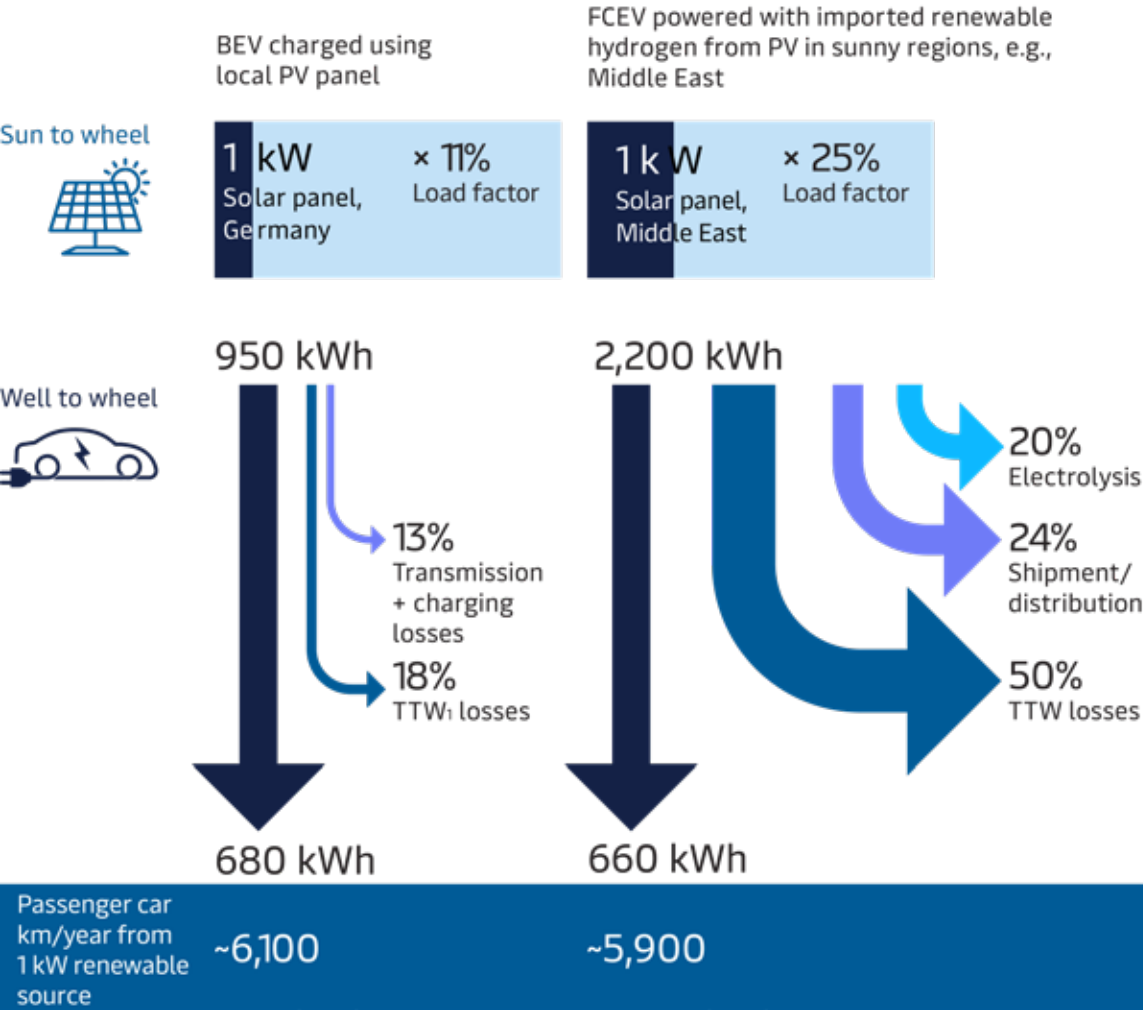 BEV charged using
local PV panel
FCEV powered with imported renewable
hydrogen from PV in sunny regions, e.g.,
Middle East
Sun to wheel
1 kW
Solar panel,
Germany
× 11%
Load factor
1 kW
Solar panel,
Middle East
× 25%
Load factor
950 kWh
2,200 kWh
Well to wheel
13%
Transmission
+ charging
losses
18%
TTW₁ losses
20%
Electrolysis
24%
Shipment/
distribution
50%
TTW losses
680 kWh
660 kWh
Passenger car
km/year from
1 kW renewable
source
~6,100
~5,900